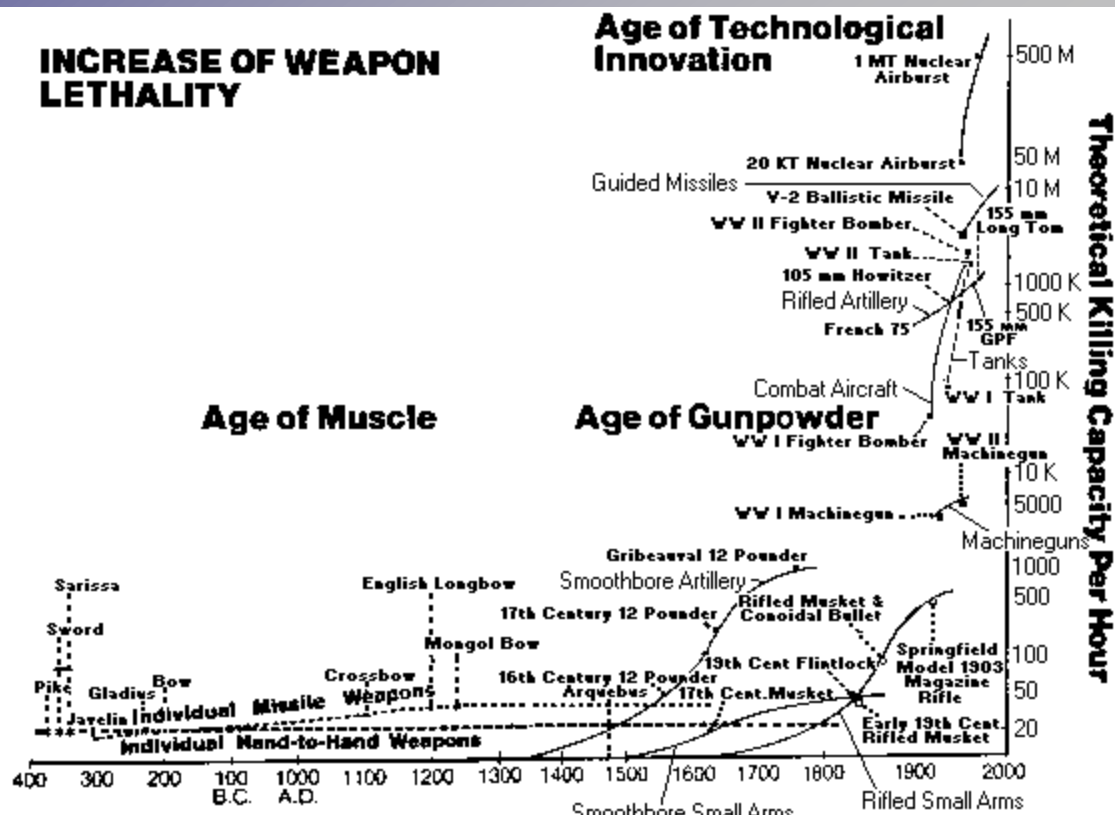 INCREASE OF WEAPON
LETHALITY
Age of Technological
Innovation
1 MT Nuclear
Airburst
500 M
20 KT Nuclear Airburst
50 M
Guided Missiles
10 M
V-2 Ballistic Missile
155 mm
Long Tom
WW II Fighter Bomber
WW II Tank
105 mm Howitzer
1000 K
Rifled Artillery
500 K
French 75
155 mm
GPF
Tanks
100 K
Combat Aircraft
WW I Tank
Age of Muscle
Age of Gunpowder
WW I Fighter Bomber
WW II
Machinegun
10 K
5000
WW I Machinegun
Machineguns
Theoretical Killing Capacity Per Hour
Gribeauval 12 Pounder
1000
Sarissa
English Longbow
Smoothbore Artillery
500
17th Century 12 Pounder
Rifled Musket &
Conoidal Bullet
Sword
Mongol Bow
Springfield
Model 1903
Magazine
Rifle
100
19th Cent Flintlock
16th Century 12 Pounder
Pike
Gladius
Bow
Crossbow
Arquebus
17th Cent.Musket
50
Javelin
Individual Missile Weapons
Early 19th Cent.
Rifled Musket
20
Individual Hand-to-Hand Weapons
400 300 200 100 1000 1100 1200 1300 1400 1500 1600 1700 1800 1900 2000
B.C. A.D.
Smoothbore Small Arms
Rifled Small Arms